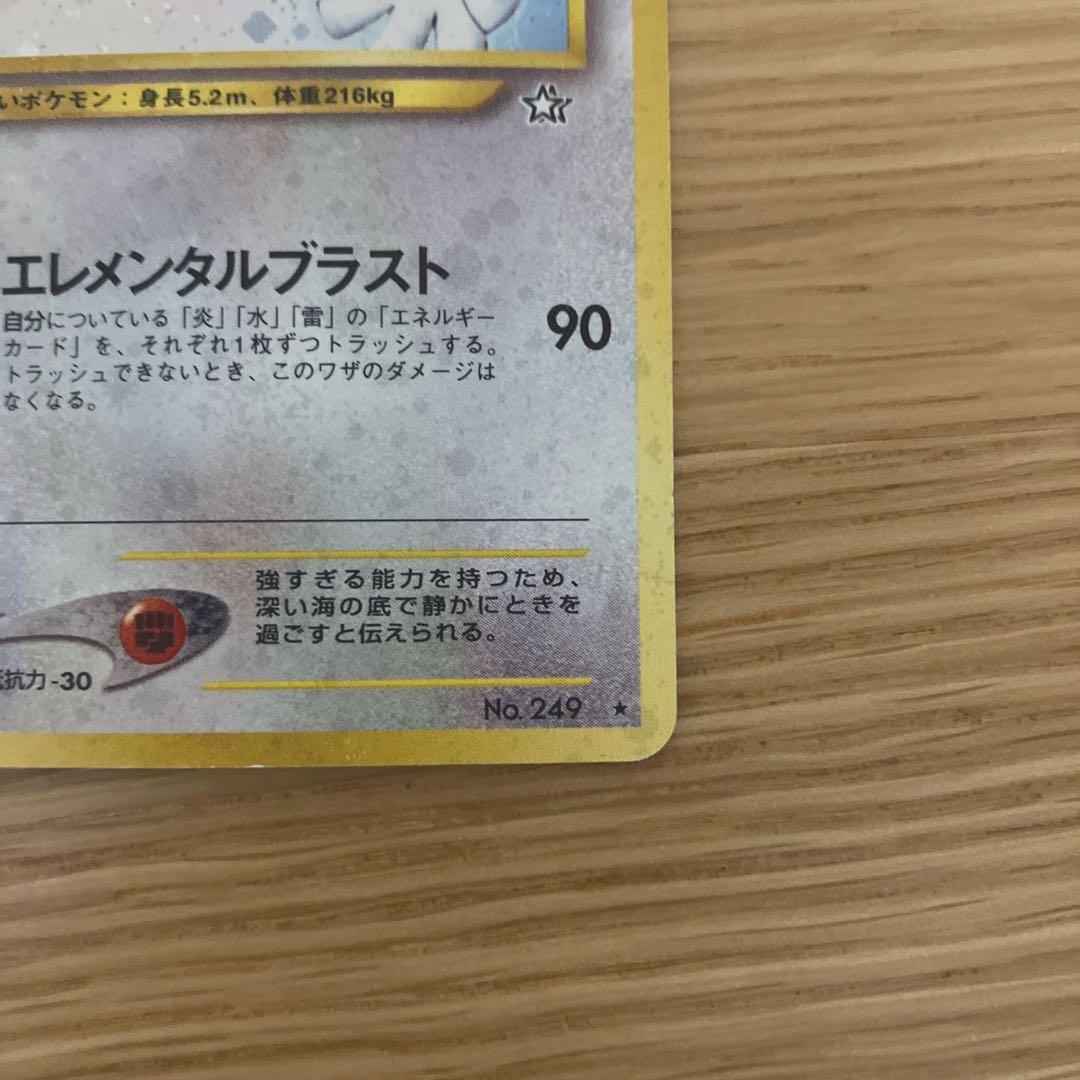 いポケモン：身長5.2m、体重216kg
エレメンタルブラスト
自分についている「炎」「水」「雷」の「エネルギー
カード」を、それぞれ1枚ずつトラッシュする。
トラッシュできないとき、このワザのダメージは
なくなる。
90
強すぎる能力を持つため、
深い海の底で静かにときを
過ごすと伝えられる。
抵抗力-30
No. 249 ★